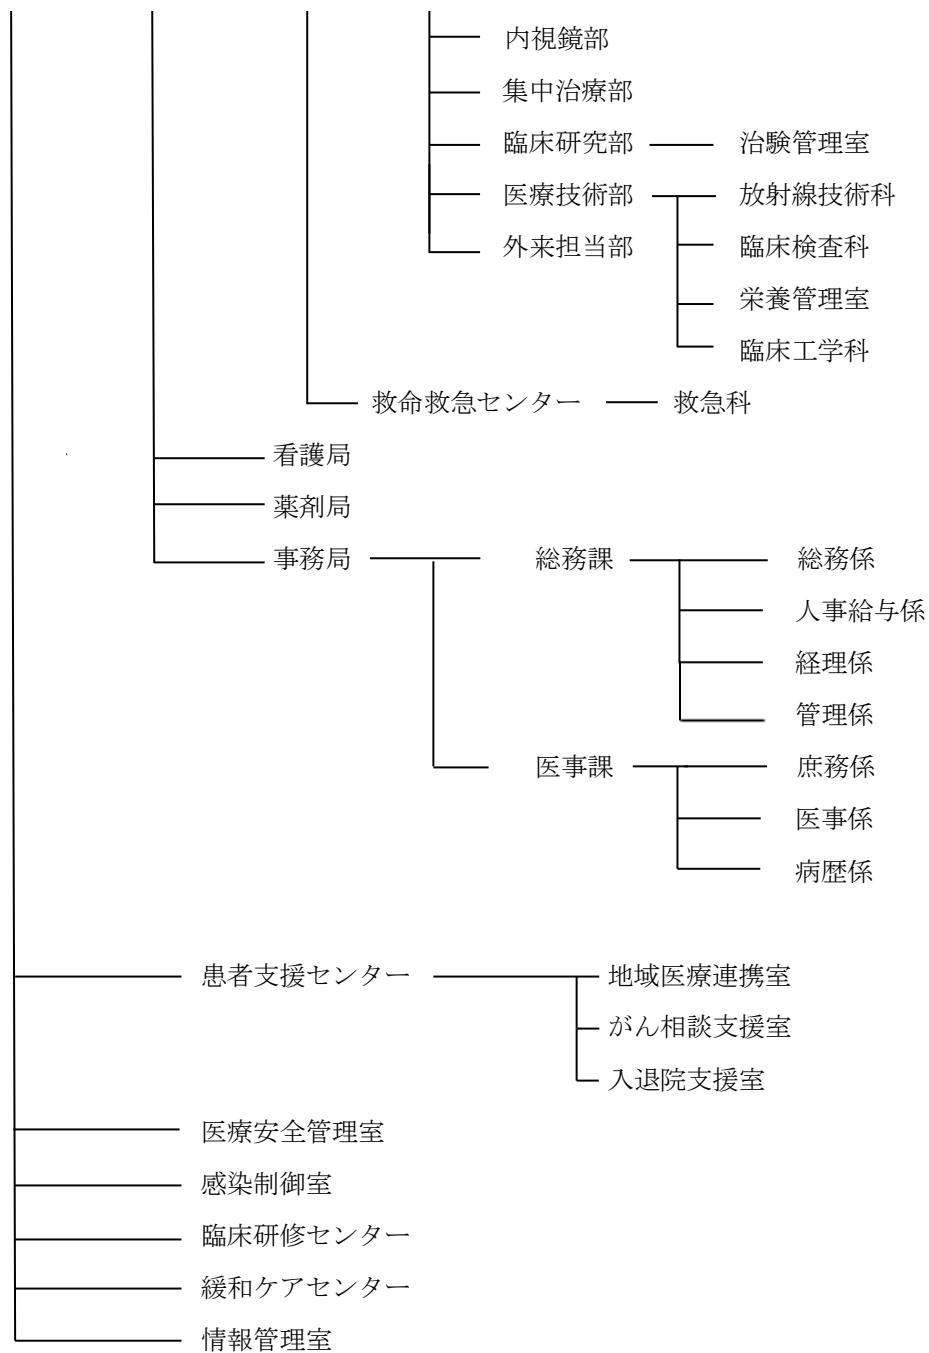 内視鏡部
集中治療部
臨床研究部 治験管理室
医療技術部 放射線技術科
外来担当部 臨床検査科
栄養管理室
臨床工学科
救命救急センター 救急科
看護局
薬剤局
事務局 総務課 総務係
人事給与係
経理係
管理係
医事課 庶務係
医事係
病歴係
患者支援センター 地域医療連携室
がん相談支援室
入退院支援室
医療安全管理室
感染制御室
臨床研修センター
緩和ケアセンター
情報管理室